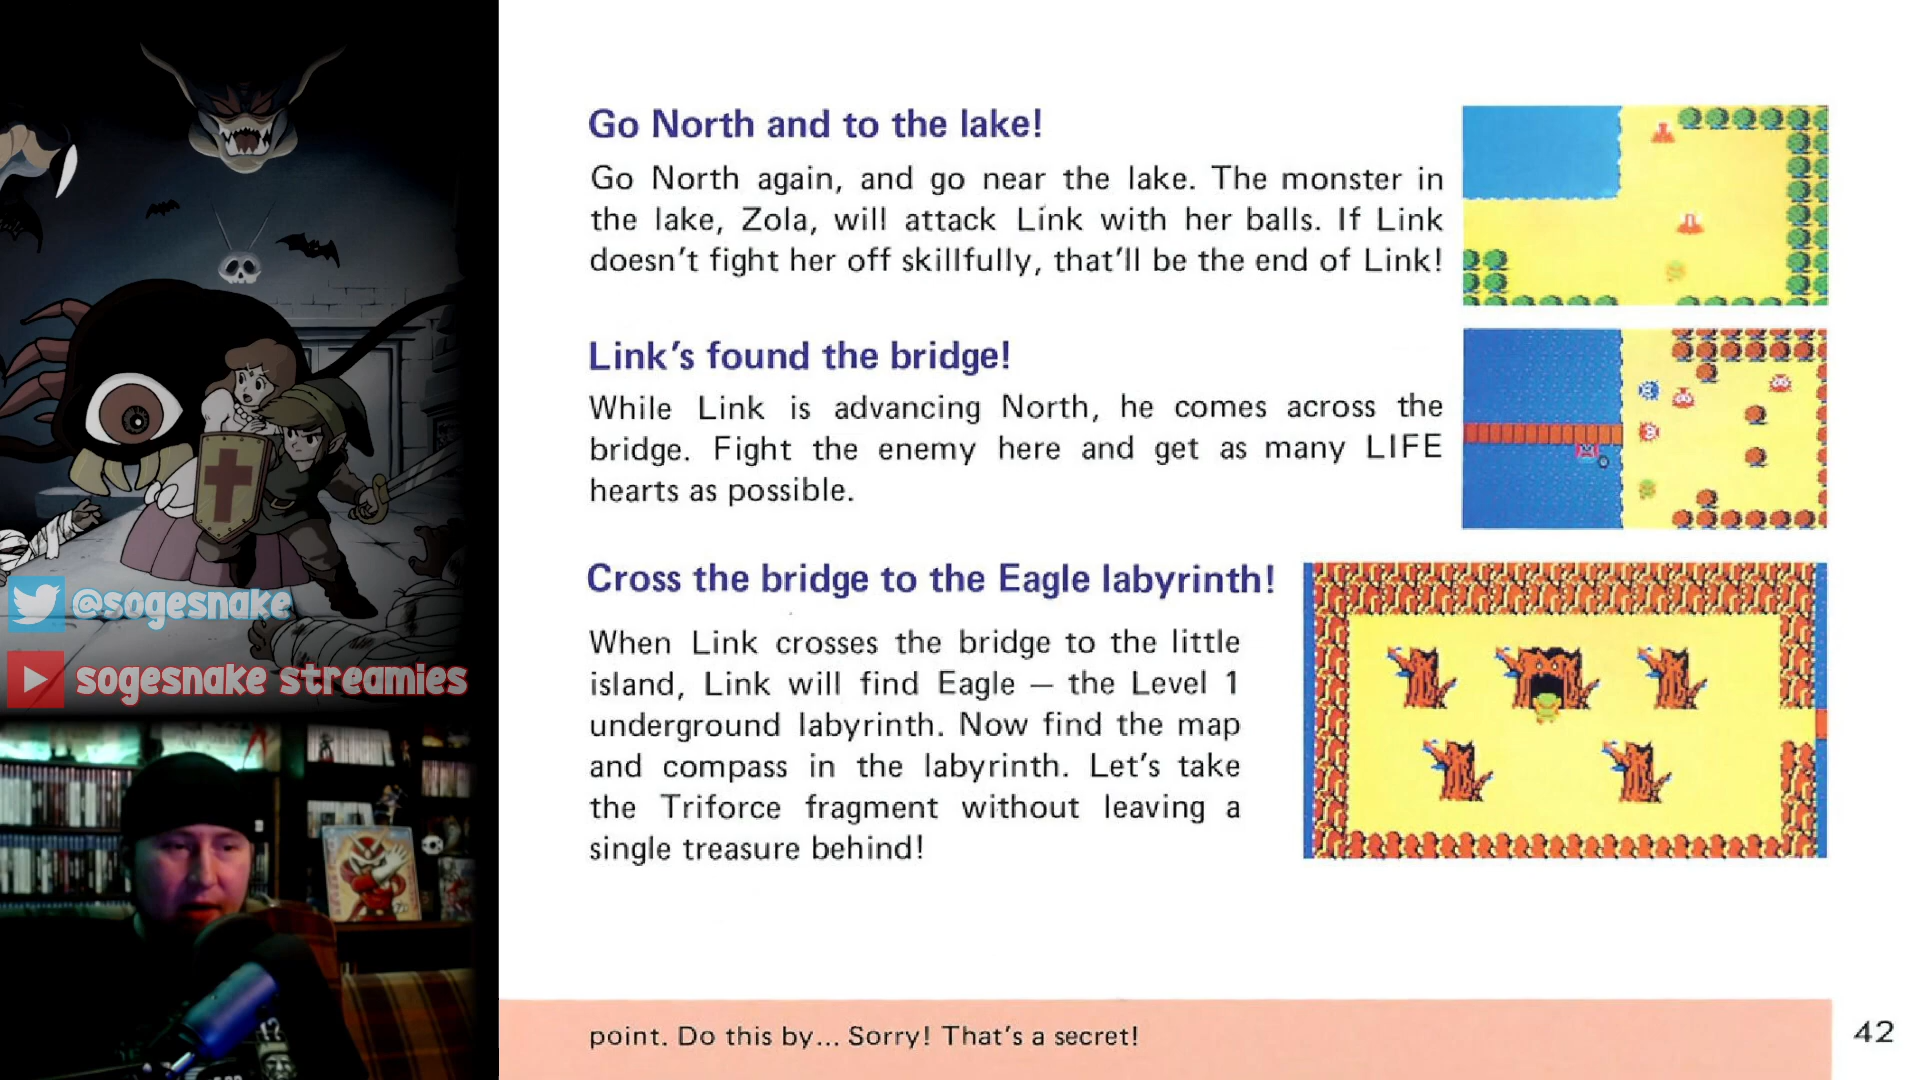 Go North and to the lake!
Go North again, and go near the lake. The monster in
the lake, Zola, will attack Link with her balls. If Link
doesn't fight her off skillfully, that'll be the end of Link!
Link's found the bridge!
While Link is advancing North, he comes across the
bridge. Fight the enemy here and get as many LIFE
hearts as possible.
Cross the bridge to the Eagle labyrinth!
When Link crosses the bridge to the little
island, Link will find Eagle — the Level 1
underground labyrinth. Now find the map
and compass in the labyrinth. Let's take
the Triforce fragment without leaving a
single treasure behind!
point. Do this by... Sorry! That's a secret!
42
@sogesnake
sogesnake streamies